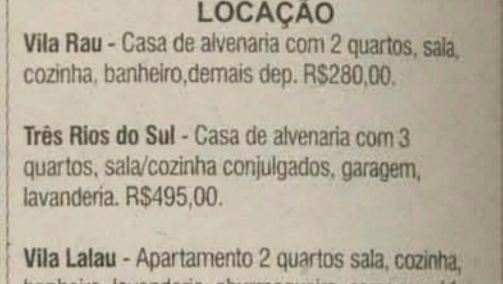 LOCAÇÃO
Vila Rau - Casa de alvenaria com 2 quartos, sala,
cozinha, banheiro,demais dep. R$280,00.
Três Rios do Sul - Casa de alvenaria com 3
quartos, sala/cozinha conjulgados, garagem,
lavanderia. R$495,00.
Vila Lalau - Apartamento 2 quartos sala, cozinha,